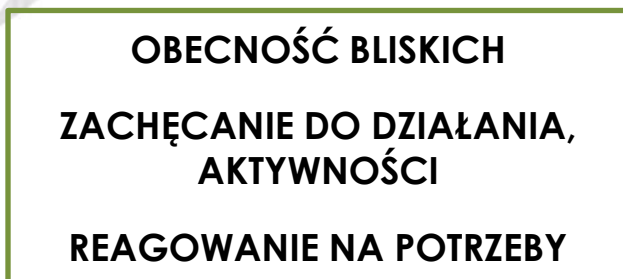 OBECNOŚĆ BLISKICH
ZACHĘCANIE DO DZIAŁANIA,
AKTYWNOŚCI
REAGOWANIE NA POTRZEBY